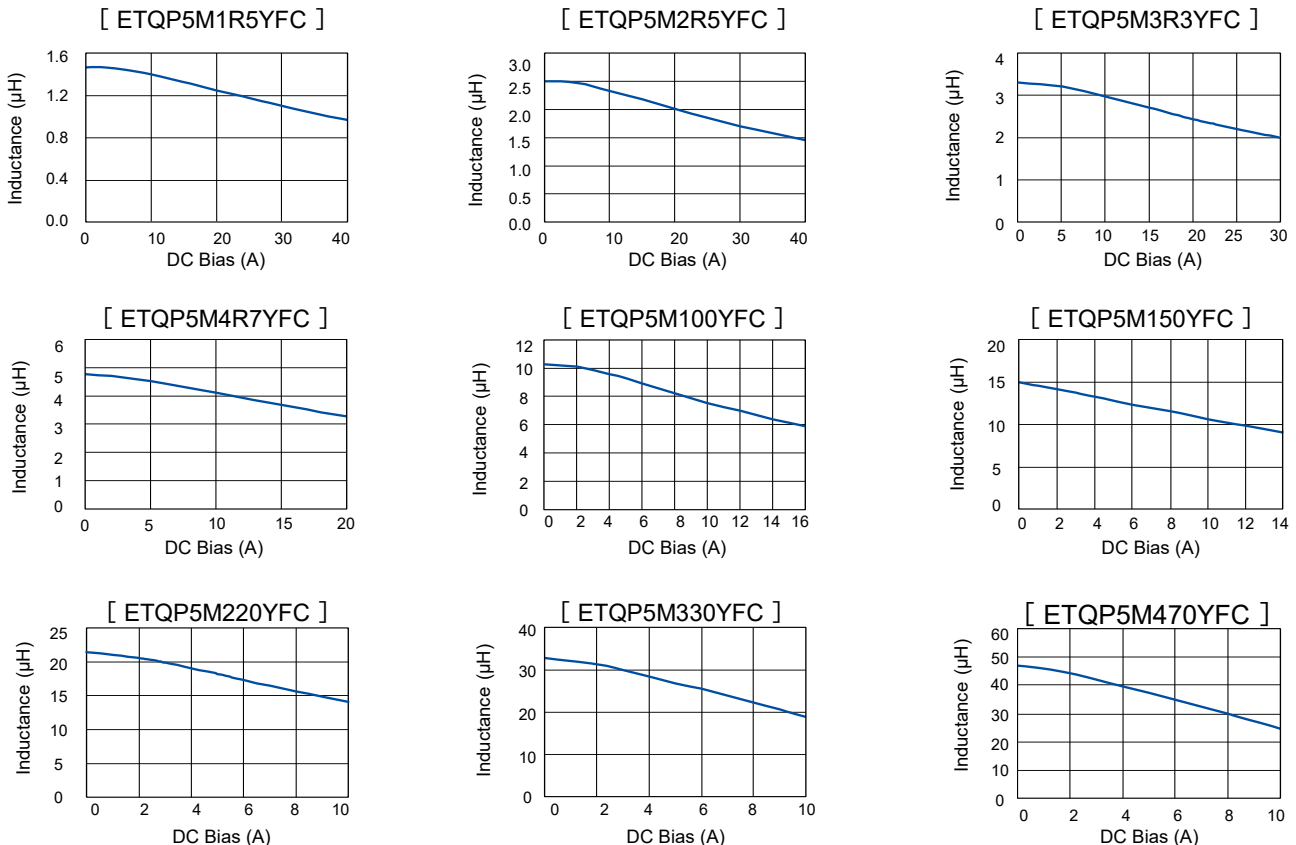 [ ETQP5M1R5YFC ]
Inductance (µH)
1.6
1.2
0.8
0.4
0.0
0 10 20 30 40
DC Bias (A)
[ ETQP5M2R5YFC ]
Inductance (µH)
3.0
2.5
2.0
1.5
1.0
0.5
0.0
0 10 20 30 40
DC Bias (A)
[ ETQP5M3R3YFC ]
Inductance (µH)
4
3
2
1
0
0 5 10 15 20 25 30
DC Bias (A)
[ ETQP5M4R7YFC ]
Inductance (µH)
6
5
4
3
2
1
0
0 5 10 15 20
DC Bias (A)
[ ETQP5M100YFC ]
Inductance (µH)
12
10
8
6
4
2
0
0 2 4 6 8 10 12 14 16
DC Bias (A)
[ ETQP5M150YFC ]
Inductance (µH)
20
15
10
5
0
0 2 4 6 8 10 12 14
DC Bias (A)
[ ETQP5M220YFC ]
Inductance (µH)
25
20
15
10
5
0
0 2 4 6 8 10
DC Bias (A)
[ ETQP5M330YFC ]
Inductance (µH)
40
30
20
10
0
0 2 4 6 8 10
DC Bias (A)
[ ETQP5M470YFC ]
Inductance (µH)
60
50
40
30
20
10
0
0 2 4 6 8 10
DC Bias (A)